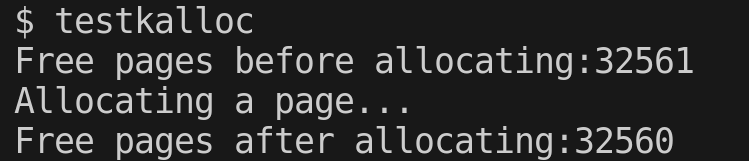 $ testkalloc
Free pages before allocating:32561
Allocating a page...
Free pages after allocating:32560